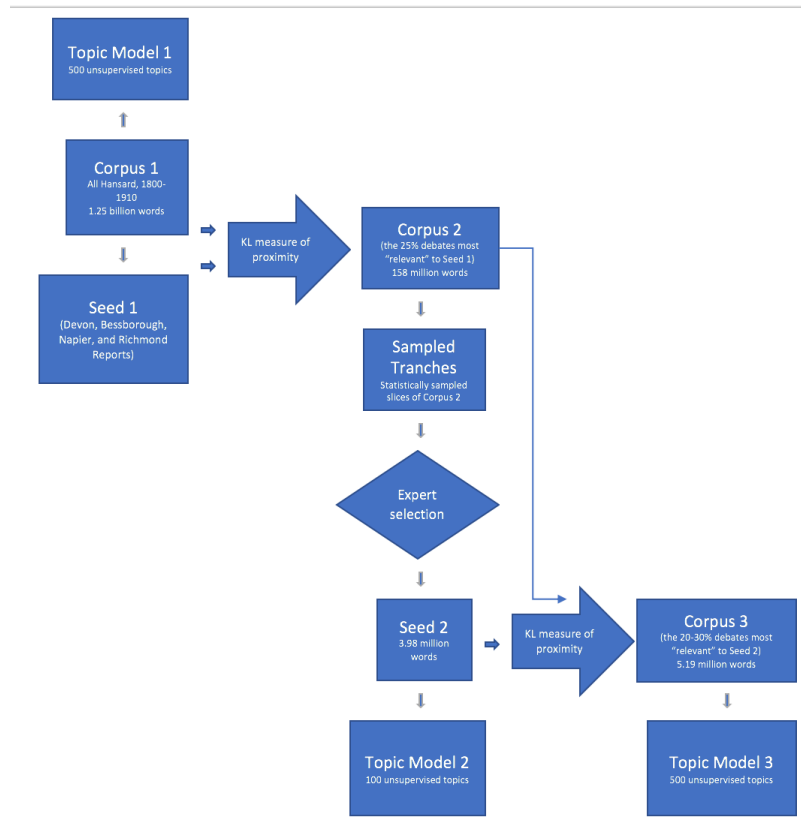 Topic Model 1
500 unsupervised topics
Corpus 1
All Hansard, 1800-
1910
1.25 billion words
Seed 1
(Devon, Bessborough,
Napier, and Richmond
Reports)
KL measure of
proximity
Corpus 2
(the 25% debates most
“relevant” to Seed 1)
158 million words
Sampled
Tranches
Statistically sampled
slices of Corpus 2
Expert
selection
Seed 2
3.98 million
words
KL measure of
proximity
Corpus 3
(the 20-30% debates most
“relevant” to Seed 2)
5.19 million words
Topic Model 2
100 unsupervised topics
Topic Model 3
500 unsupervised topics